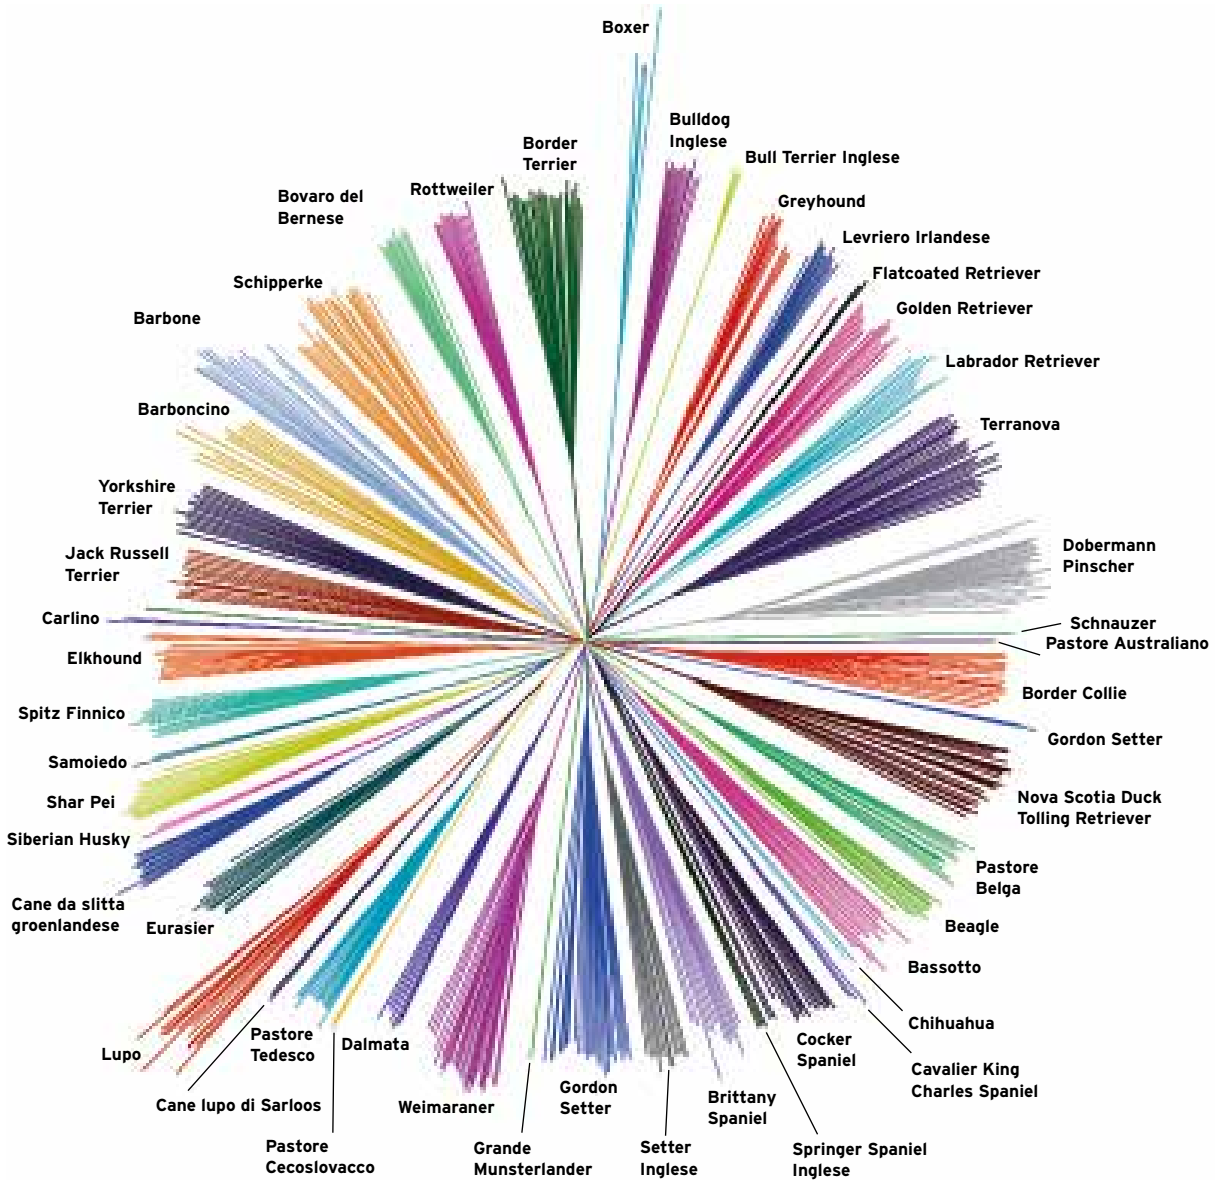 Boxer
Bulldog
Inglese
Bull Terrier Inglese
Greyhound
Levriero Irlandese
Flatcoated Retriever
Golden Retriever
Labrador Retriever
Terranova
Dobermann
Pinscher
Schnauzer
Pastore Australiano
Border Collie
Gordon Setter
Nova Scotia Duck
Tolling Retriever
Pastore
Belga
Beagle
Bassotto
Chihuahua
Cavalier King
Charles Spaniel
Cocker
Spaniel
Springer Spaniel
Inglese
Brittany
Spaniel
Setter
Inglese
Gordon
Setter
Grande
Munsterlander
Weimaraner
Dalmata
Pastore
Cecoslovacco
Pastore
Tedesco
Cane lupo di Sarloos
Lupo
Eurasier
Cane da slitta
groenlandese
Siberian Husky
Shar Pei
Samoiedo
Spitz Finnico
Elkhound
Carlino
Jack Russell
Terrier
Yorkshire
Terrier
Barboncino
Barbone
Schipperke
Bovaro del
Bernese
Rottweiler
Border
Terrier